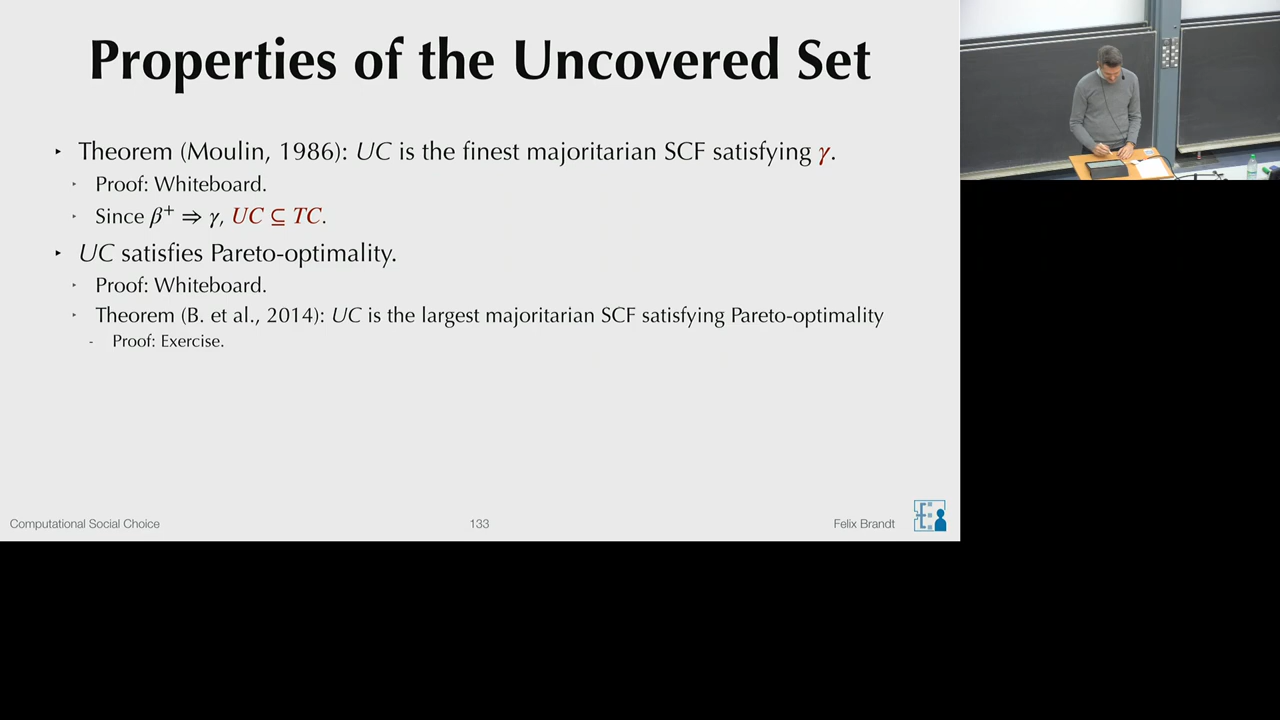 Properties of the Uncovered Set
‣ Theorem (Moulin, 1986): UC is the finest majoritarian SCF satisfying γ.
‣ Proof: Whiteboard.
‣ Since β⁺ ⇒ γ, UC ⊆ TC.
‣ UC satisfies Pareto-optimality.
‣ Proof: Whiteboard.
‣ Theorem (B. et al., 2014): UC is the largest majoritarian SCF satisfying Pareto-optimality
- Proof: Exercise.
Computational Social Choice
133
Felix Brandt